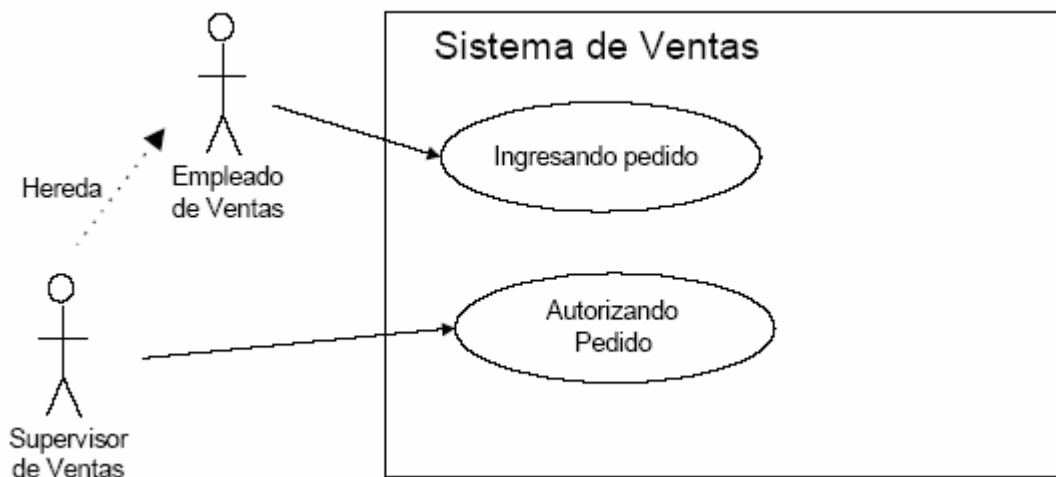 Sistema de Ventas
Ingresando pedido
Empleado
de Ventas
Hereda
Autorizando
Pedido
Supervisor
de Ventas